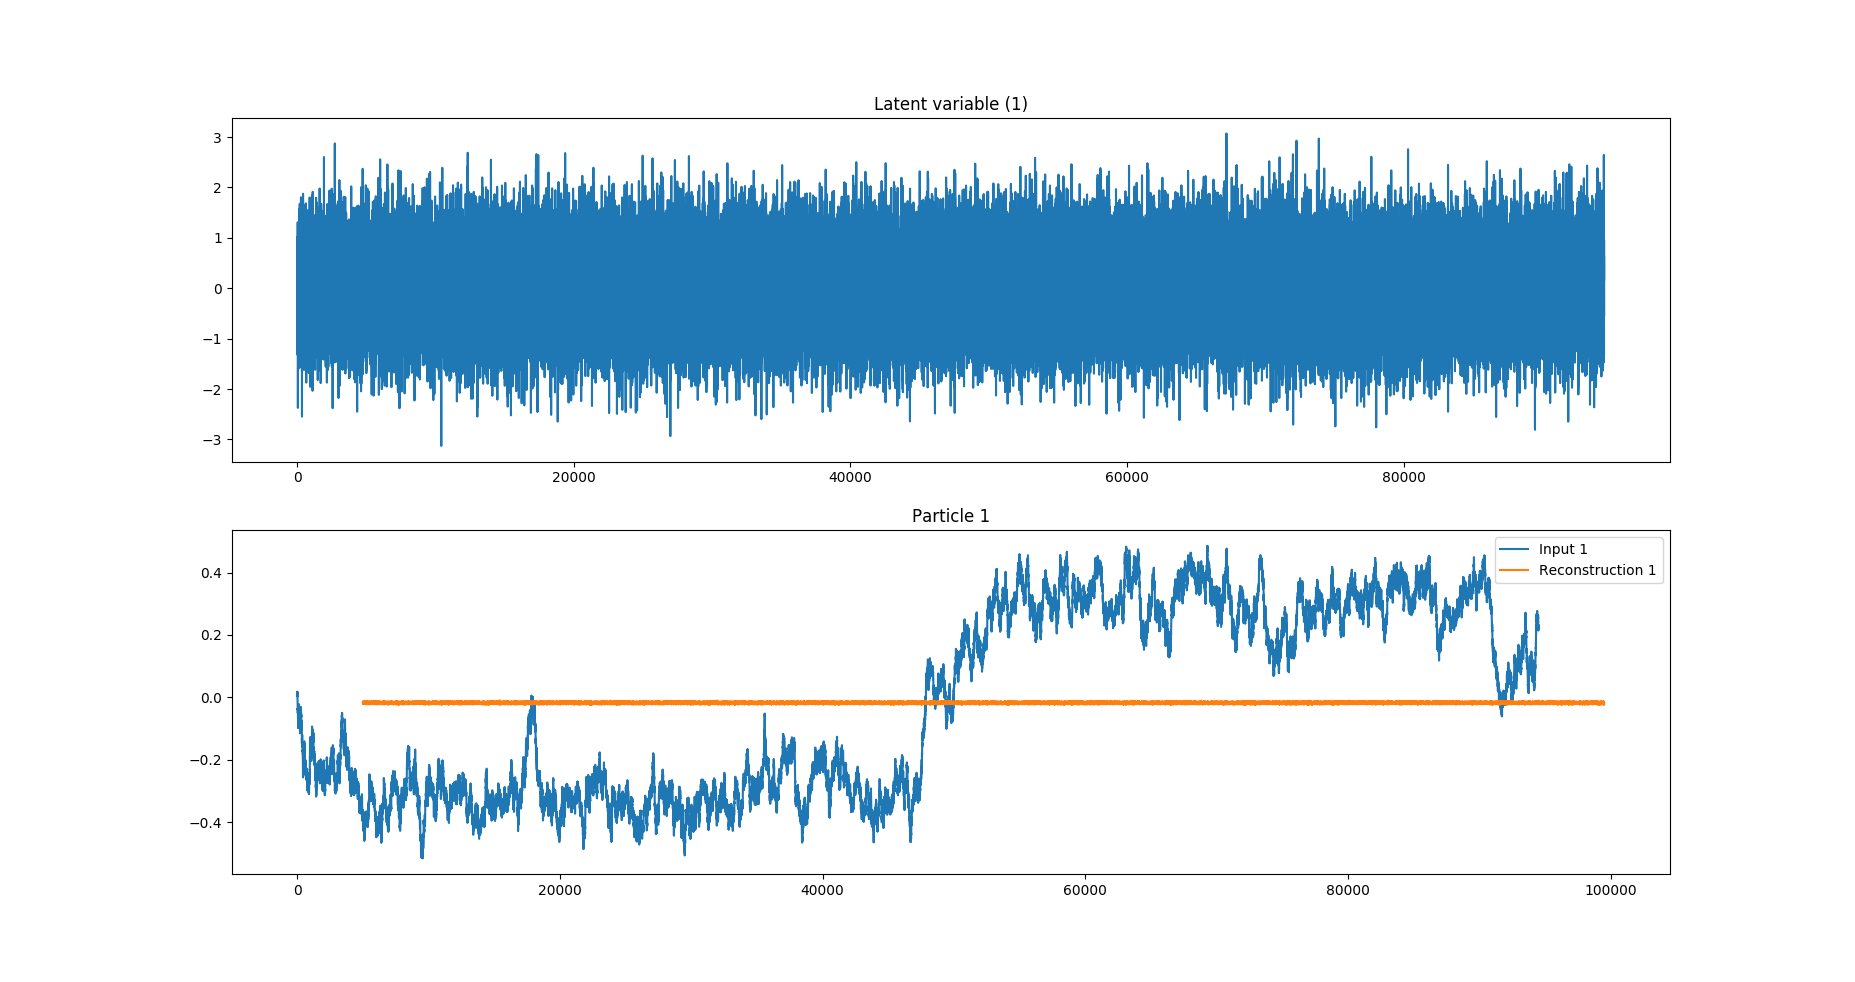 Latent variable (1)
3
2
1
0
−1
−2
−3
0 20000 40000 60000 80000
Particle 1
Input 1
Reconstruction 1
0.4
0.2
0.0
−0.2
−0.4
0 20000 40000 60000 80000 100000